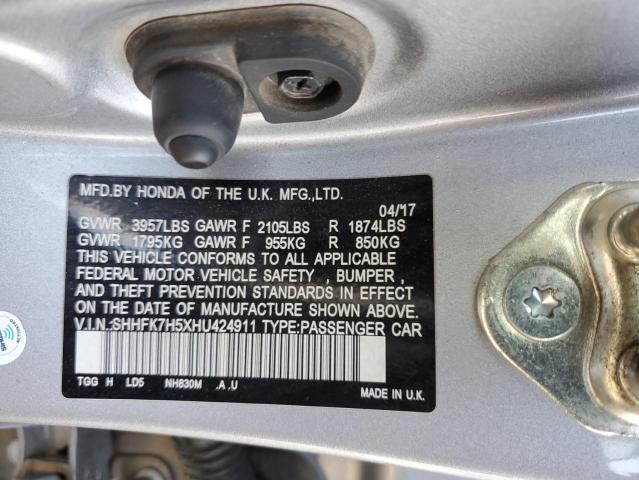 MFD.BY HONDA OF THE U.K. MFG.,LTD.
04/17
GVWR 3957LBS GAWR F 2105LBS R 1874LBS
GVWR 1795KG GAWR F 955KG R 850KG
THIS VEHICLE CONFORMS TO ALL APPLICABLE
FEDERAL MOTOR VEHICLE SAFETY , BUMPER ,
AND THEFT PREVENTION STANDARDS IN EFFECT
ON THE DATE OF MANUFACTURE SHOWN ABOVE.
V.I.N.:SHHFK7H5XHU424911 TYPE:PASSENGER CAR
TGG H LD5 NH830M .A .U
MADE IN U.K.